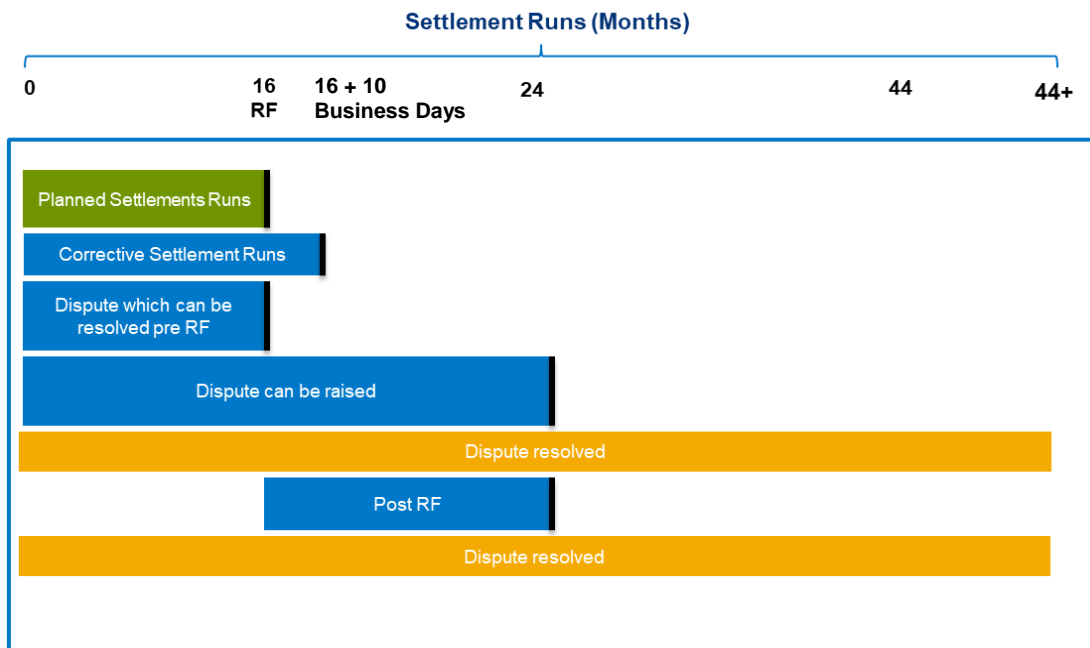 Settlement Runs (Months)
0
16
RF
16 + 10
Business Days
24
44
44+
Planned Settlements Runs
Corrective Settlement Runs
Dispute which can be
resolved pre RF
Dispute can be raised
Dispute resolved
Post RF
Dispute resolved